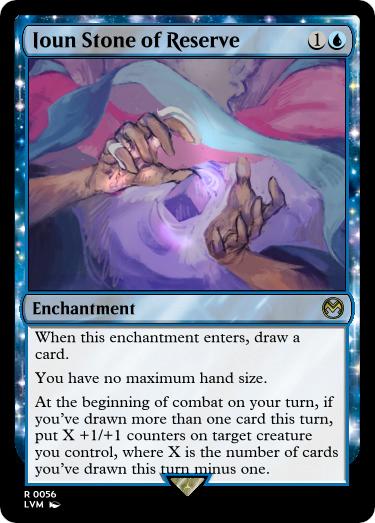 Ioun Stone of Reserve 1
Enchantment
When this enchantment enters, draw a
card.
You have no maximum hand size.
At the beginning of combat on your turn, if
you've drawn more than one card this turn,
put X +1/+1 counters on target creature
you control, where X is the number of cards
you've drawn this turn minus one.
R 0056
LVM